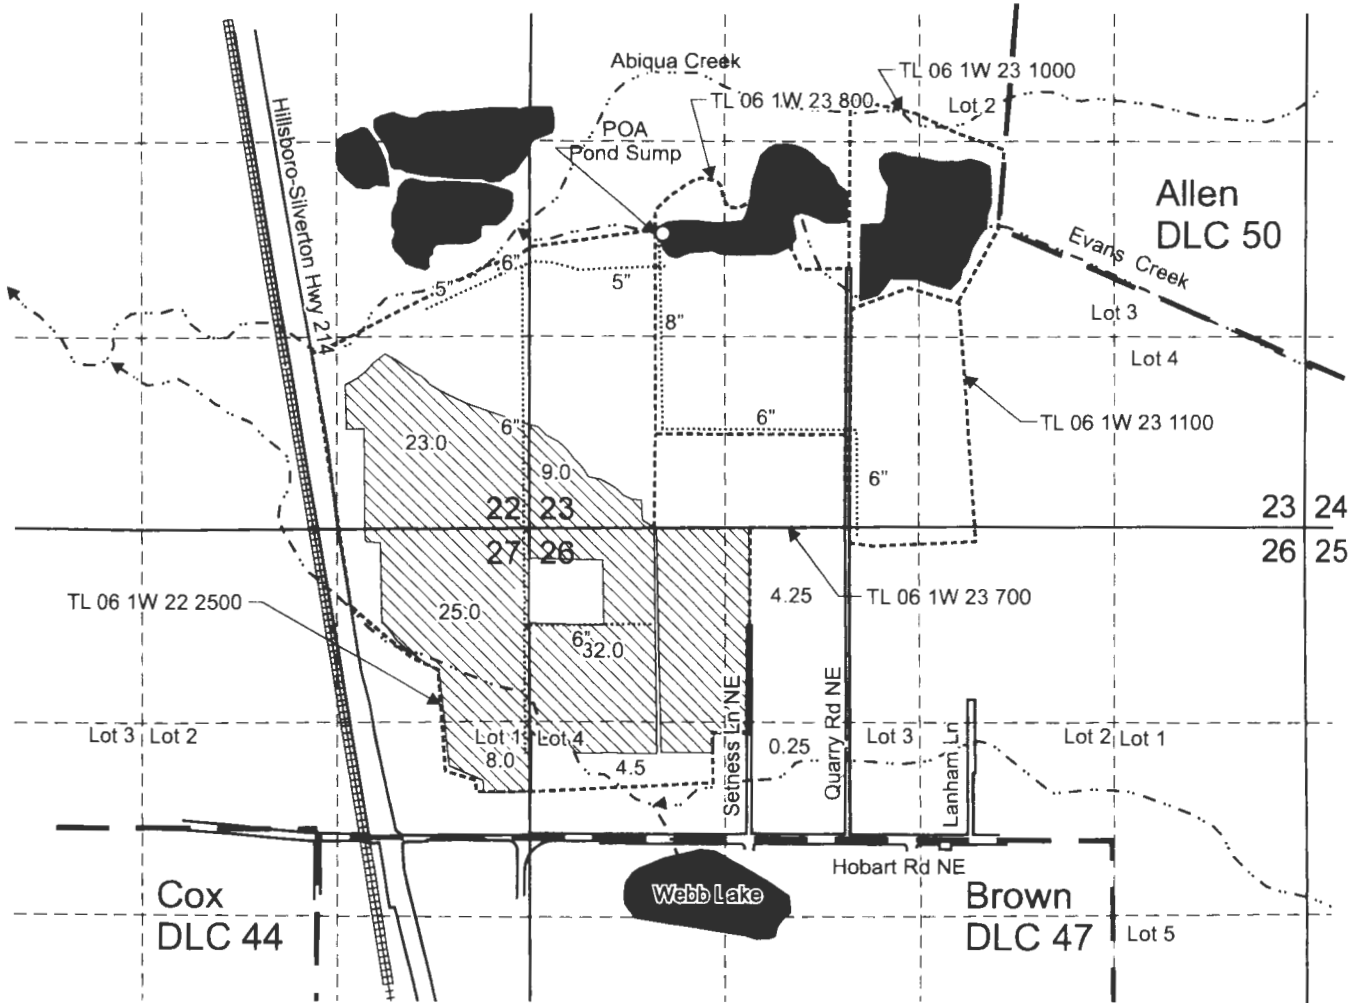 Abiqua Creek
TL 06 1W 23 1000
TL 06 1W 23 800
Lot 2
POA
Pond Sump
Hillsboro-Silverton Hwy 214
Allen
DLC 50
Evans Creek
6"
5"
5"
8"
Lot 3
Lot 4
6"
6"
TL 06 1W 23 1100
23.0
9.0
6"
22 23
27 26
23 24
26 25
TL 06 1W 22 2500
25.0
4.25
TL 06 1W 23 700
6"
32.0
Setness Ln NE
Quarry Rd NE
Lanham Ln
Lot 3 Lot 2
Lot 1 Lot 4
0.25
Lot 3
Lot 2 Lot 1
8.0
4.5
Hobart Rd NE
Webb Lake
Cox
DLC 44
Brown
DLC 47
Lot 5